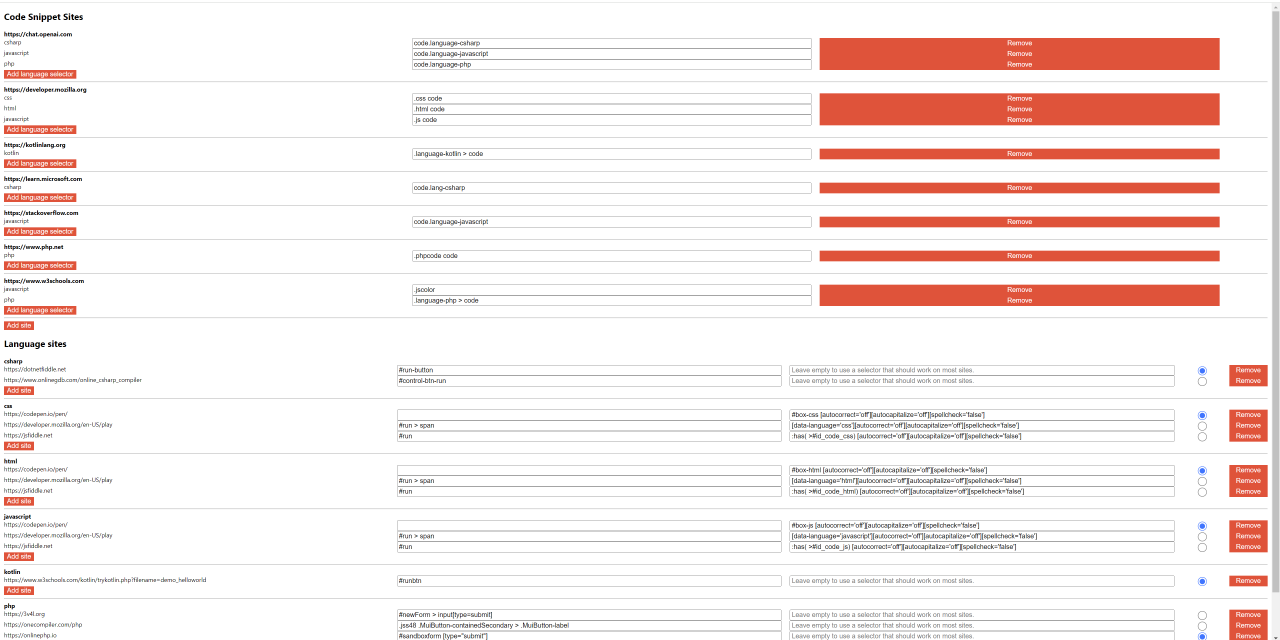 Code Snippet Sites
https://chat.openai.com
csharp code.language-csharp Remove
javascript code.language-javascript Remove
php code.language-php Remove
Add language selector
https://developer.mozilla.org
css .css code Remove
html .html code Remove
javascript .js code Remove
Add language selector
https://kotlinlang.org
kotlin .language-kotlin > code Remove
Add language selector
https://learn.microsoft.com
csharp code.lang-csharp Remove
Add language selector
https://stackoverflow.com
javascript code.language-javascript Remove
Add language selector
https://www.php.net
php .phpcode code Remove
Add language selector
https://www.w3schools.com
javascript .jscolor Remove
php .language-php > code Remove
Add language selector
Add site
Language sites
csharp
https://dotnetfiddle.net #run-button Leave empty to use a selector that should work on most sites. Remove
https://www.onlinegdb.com/online_csharp_compiler #control-btn-run Leave empty to use a selector that should work on most sites. Remove
Add site
css
https://codepen.io/pen/ #box-css [autocorrect='off'][autocapitalize='off'][spellcheck='false'] Remove
https://developer.mozilla.org/en-US/play #run > span [data-language='css'][autocorrect='off'][autocapitalize='off'][spellcheck='false'] Remove
https://jsfiddle.net #run :has( >#id_code_css) [autocorrect='off'][autocapitalize='off'][spellcheck='false'] Remove
Add site
html
https://codepen.io/pen/ #box-html [autocorrect='off'][autocapitalize='off'][spellcheck='false'] Remove
https://developer.mozilla.org/en-US/play #run > span [data-language='html'][autocorrect='off'][autocapitalize='off'][spellcheck='false'] Remove
https://jsfiddle.net #run :has( >#id_code_html) [autocorrect='off'][autocapitalize='off'][spellcheck='false'] Remove
Add site
javascript
https://codepen.io/pen/ #box-js [autocorrect='off'][autocapitalize='off'][spellcheck='false'] Remove
https://developer.mozilla.org/en-US/play #run > span [data-language='javascript'][autocorrect='off'][autocapitalize='off'][spellcheck='false'] Remove
https://jsfiddle.net #run :has( >#id_code_js) [autocorrect='off'][autocapitalize='off'][spellcheck='false'] Remove
Add site
kotlin
https://www.w3schools.com/kotlin/trykotlin.php?filename=demo_helloworld #runbtn Leave empty to use a selector that should work on most sites. Remove
Add site
php
https://3v4l.org #newForm > input[type=submit] Leave empty to use a selector that should work on most sites. Remove
https://onecompiler.com/php .jss48 .MuiButton-containedSecondary > .MuiButton-label Leave empty to use a selector that should work on most sites. Remove
https://onlinephp.io #sandboxform [type="submit"] Leave empty to use a selector that should work on most sites. Remove